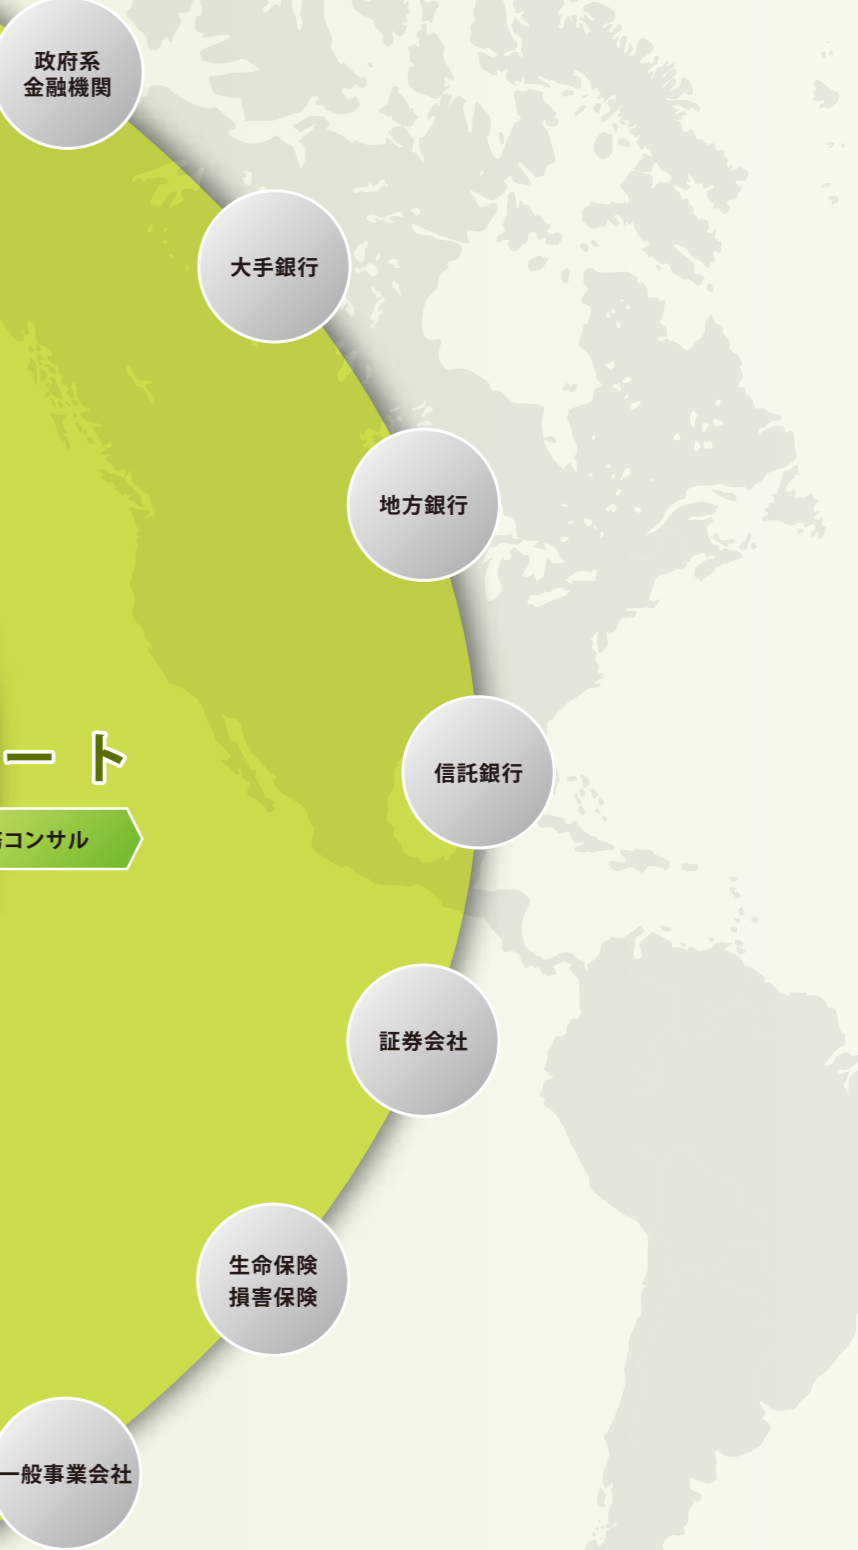 政府系
金融機関
大手銀行
地方銀行
信託銀行
ート
コンサル
証券会社
生命保険
損害保険
一般事業会社